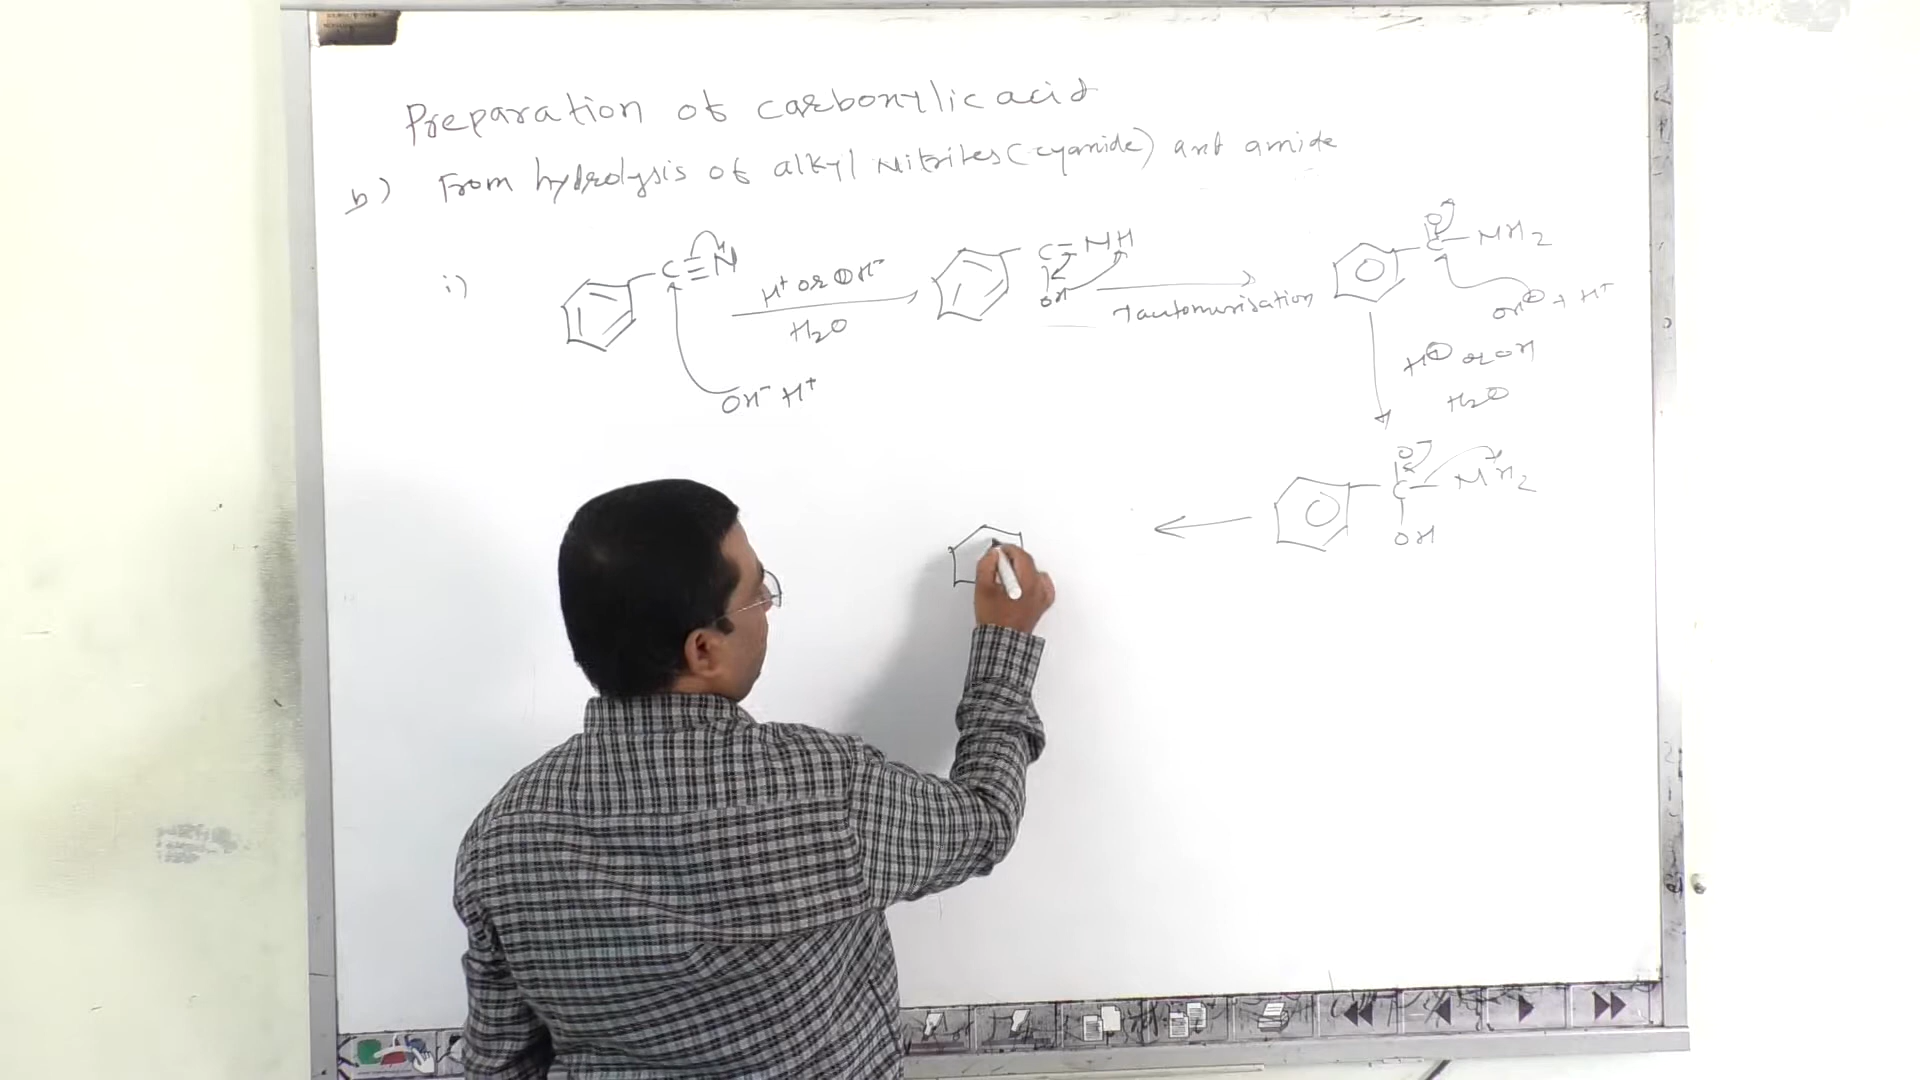 Preparation of carboxylic acid
b) From hydrolysis of alkyl Nitriles (cyanide) and amide
i)
C≡N
H⁺ or OH⁻
H₂O
OH⁻ H⁺
C=NH
OH
Tautomerisation
O
C-NH₂
OH⊖ + H⁺
H⊕ or OH
H₂O
O
C-NH₂
OH